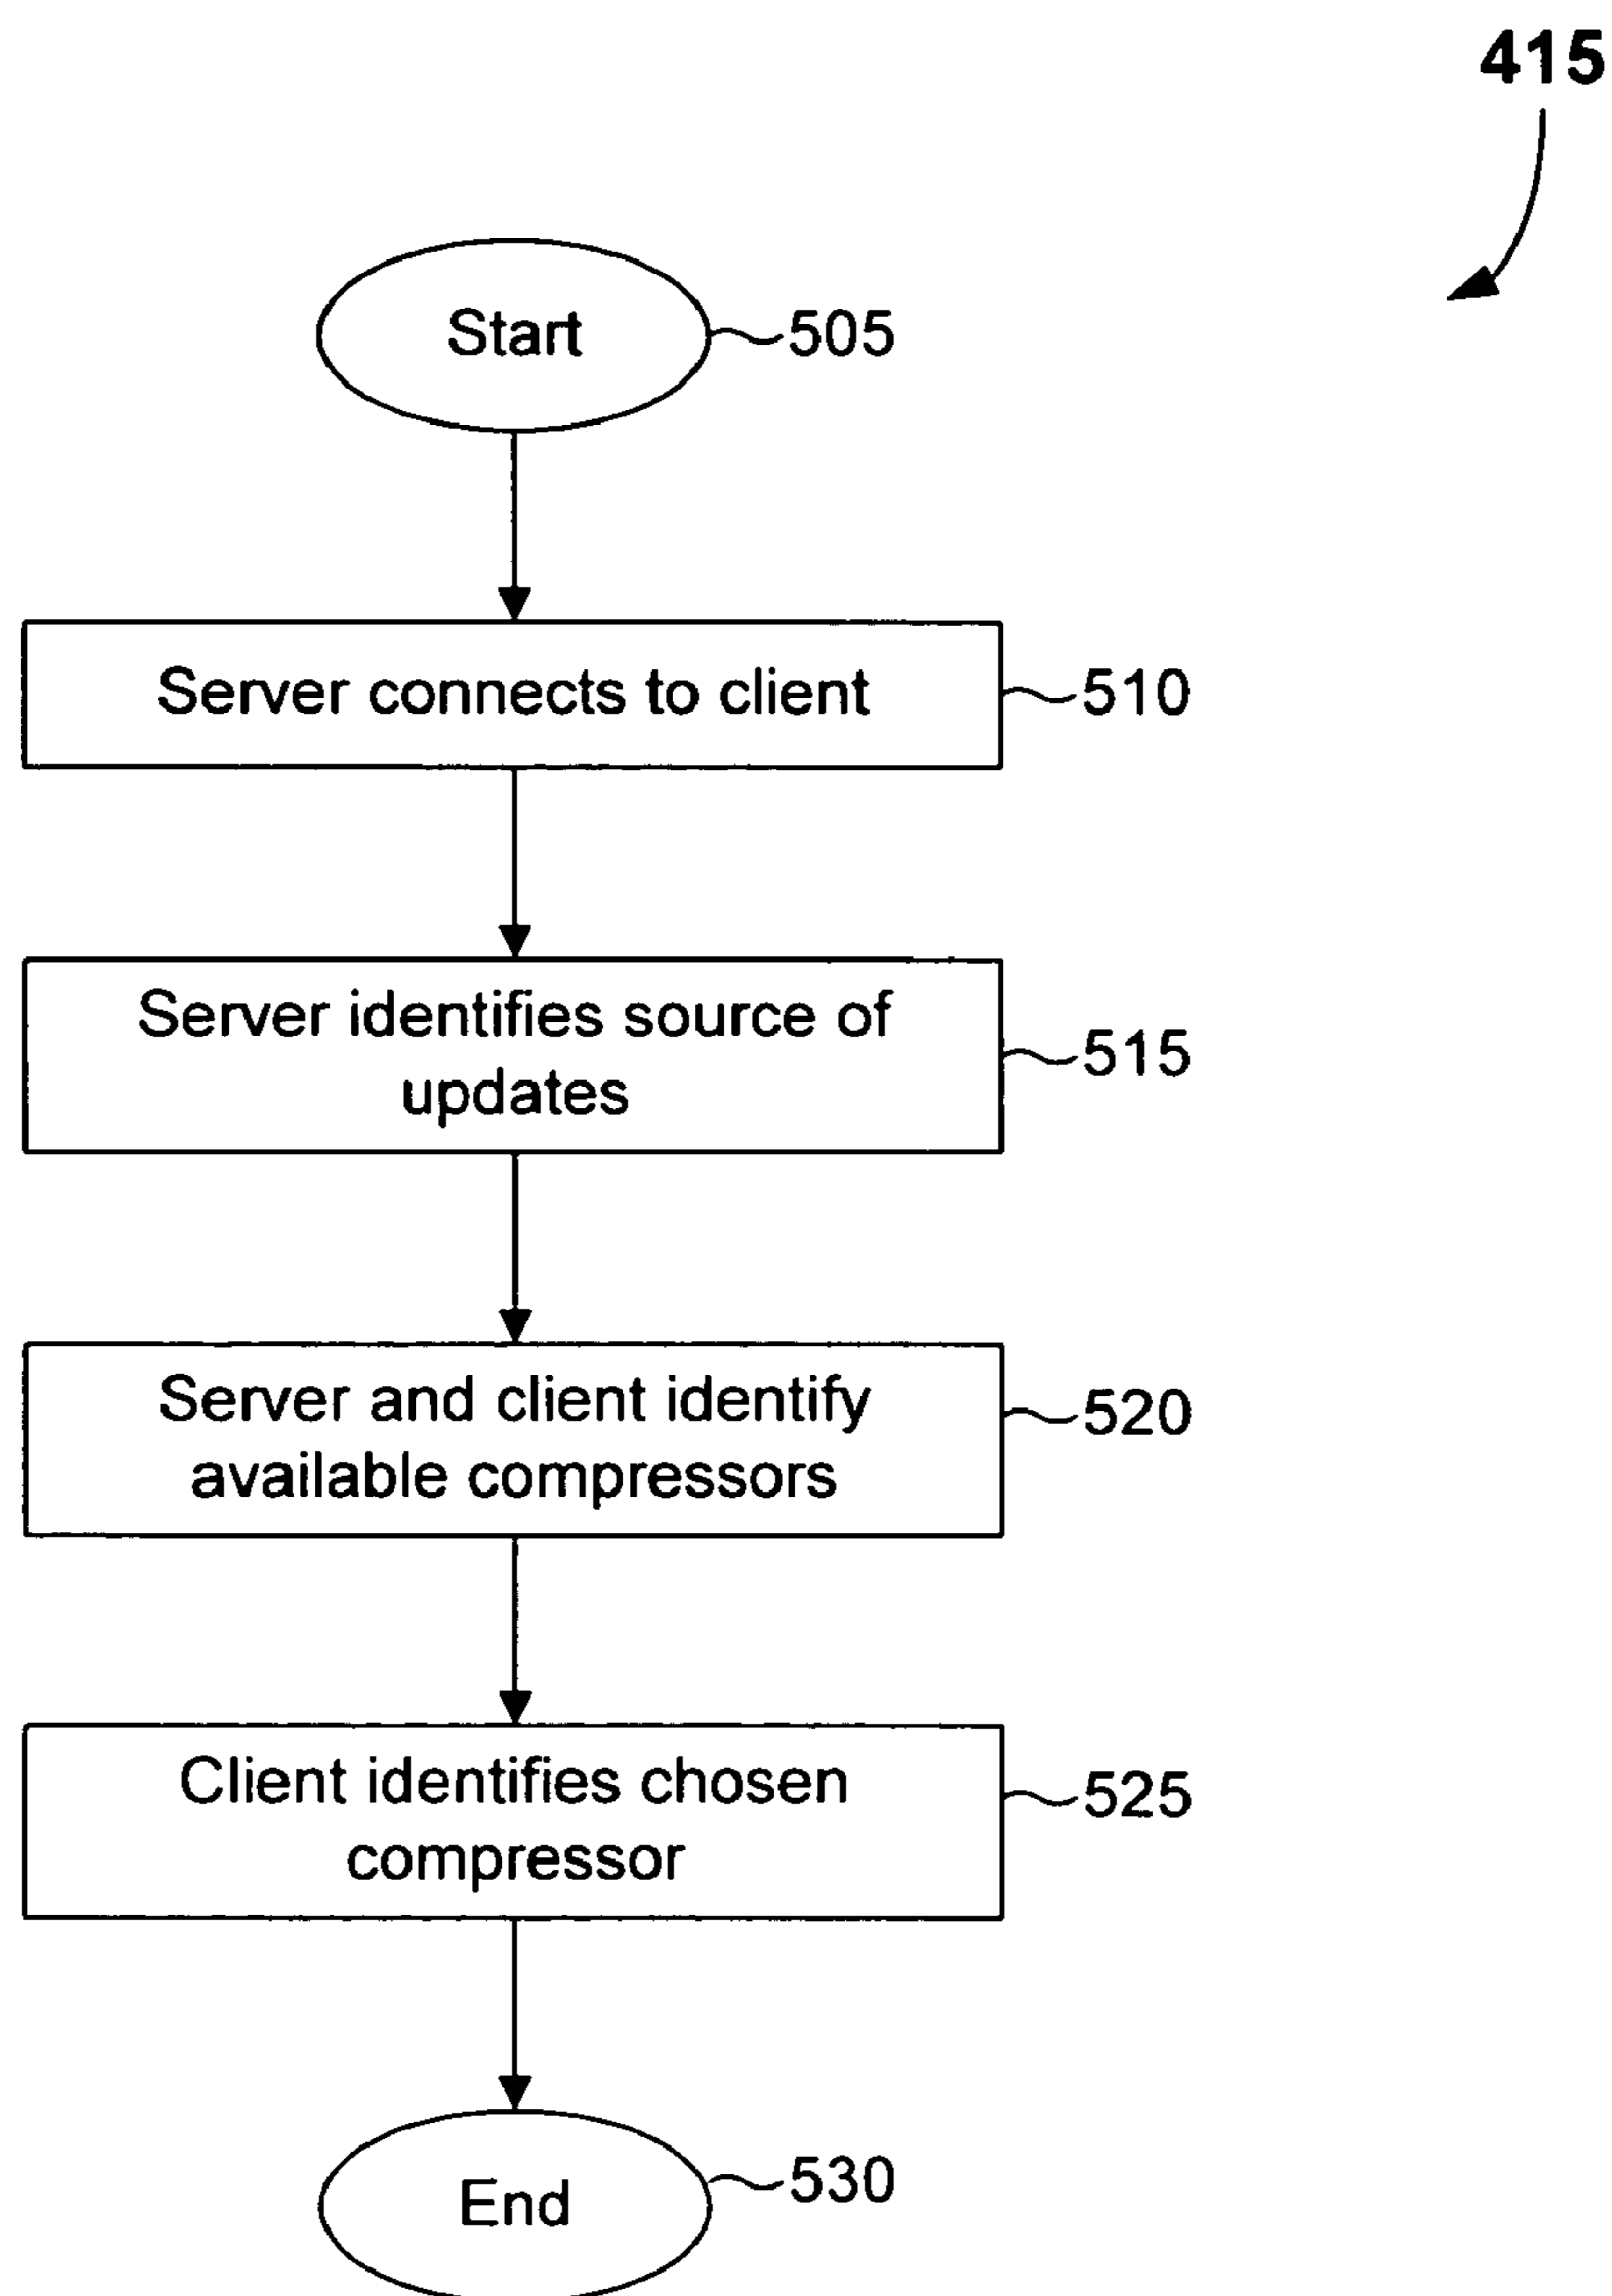 415
Start
505
Server connects to client
510
Server identifies source of
updates
515
Server and client identify
available compressors
520
Client identifies chosen
compressor
525
End
530